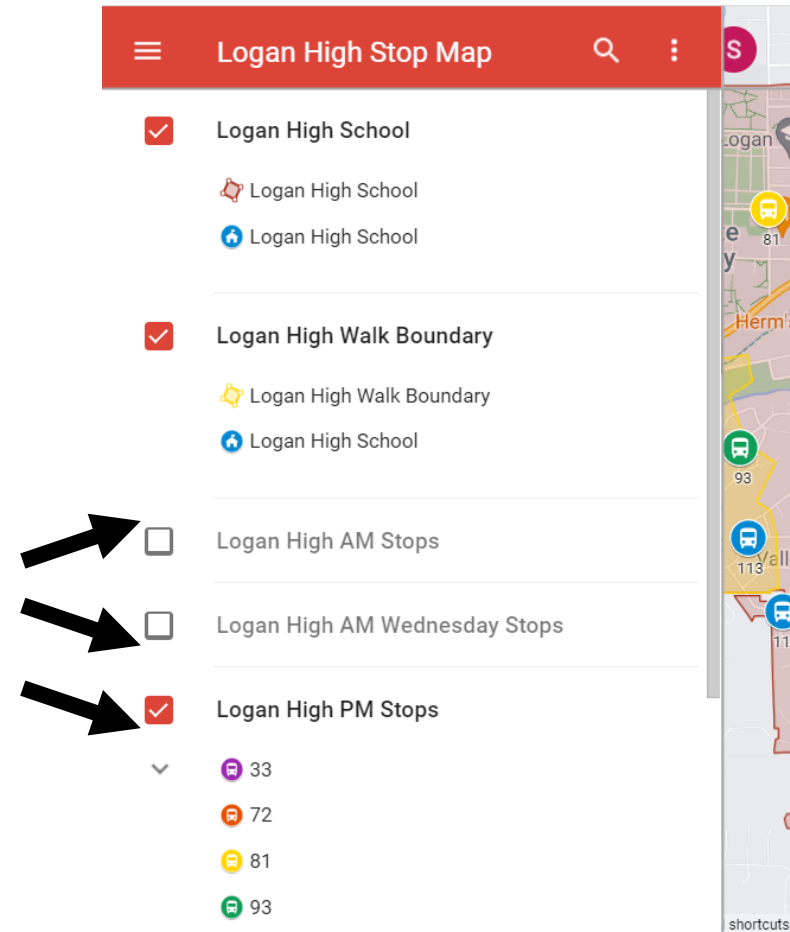 Logan High Stop Map
S
Logan High School
Logan High School
Logan High School
Logan High Walk Boundary
Logan High Walk Boundary
Logan High School
Logan High AM Stops
Logan High AM Wednesday Stops
Logan High PM Stops
33
72
81
93
ogan
e
81
y
Herm'
93
113
shortcuts